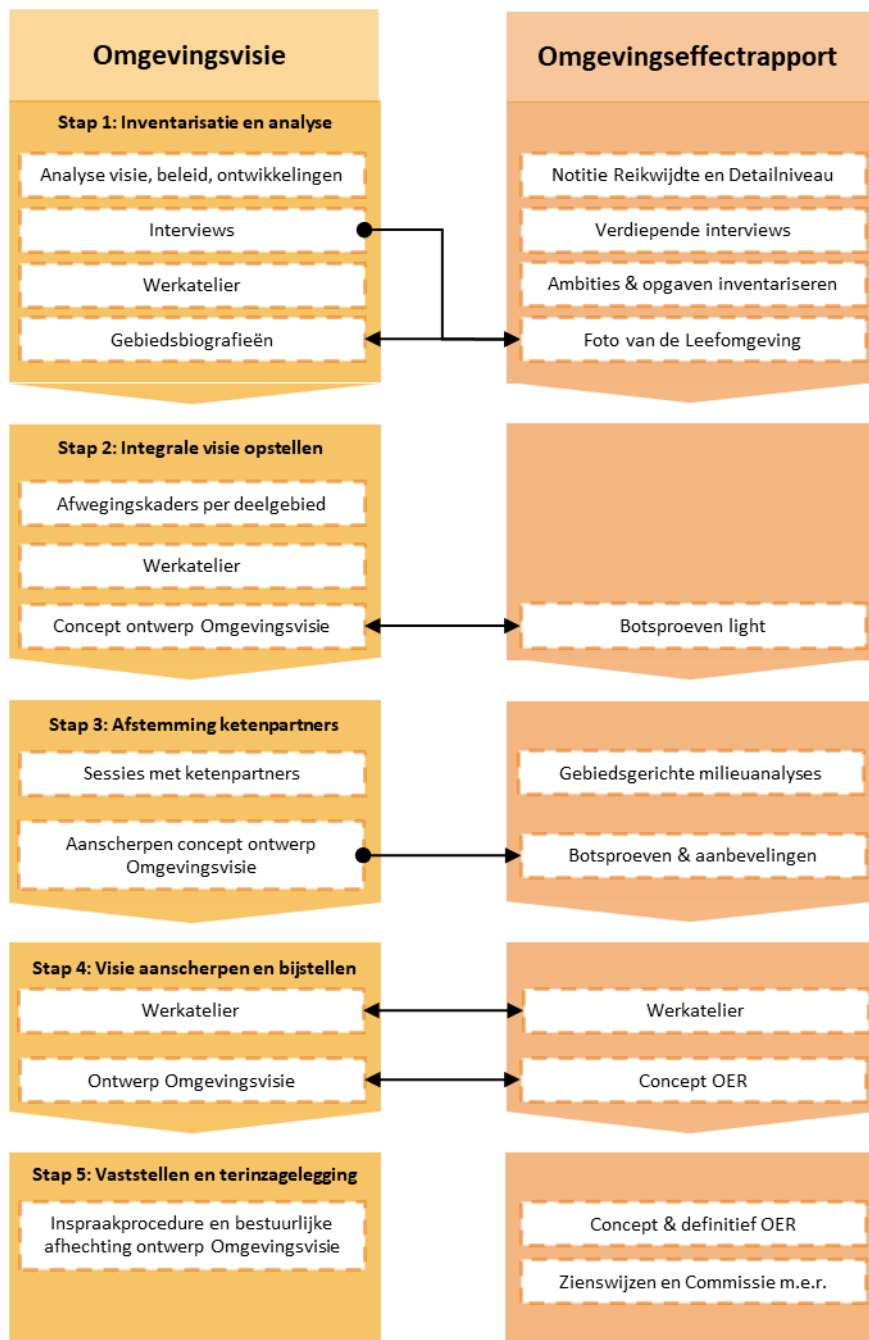 Omgevingsvisie
Omgevingseffectrapport
Stap 1: Inventarisatie en analyse
Analyse visie, beleid, ontwikkelingen
Notitie Reikwijdte en Detailniveau
Interviews
Verdiepende interviews
Werkatelier
Ambities & opgaven inventariseren
Gebiedsbiografieën
Foto van de Leefomgeving
Stap 2: Integrale visie opstellen
Afwegingskaders per deelgebied
Werkatelier
Concept ontwerp Omgevingsvisie
Botsproeven light
Stap 3: Afstemming ketenpartners
Sessies met ketenpartners
Gebiedsgerichte milieuanalyses
Aanscherpen concept ontwerp
Omgevingsvisie
Botsproeven & aanbevelingen
Stap 4: Visie aanscherpen en bijstellen
Werkatelier
Werkatelier
Ontwerp Omgevingsvisie
Concept OER
Stap 5: Vaststellen en terinzagelegging
Inspraakprocedure en bestuurlijke
afhechting ontwerp Omgevingsvisie
Concept & definitief OER
Zienswijzen en Commissie m.e.r.